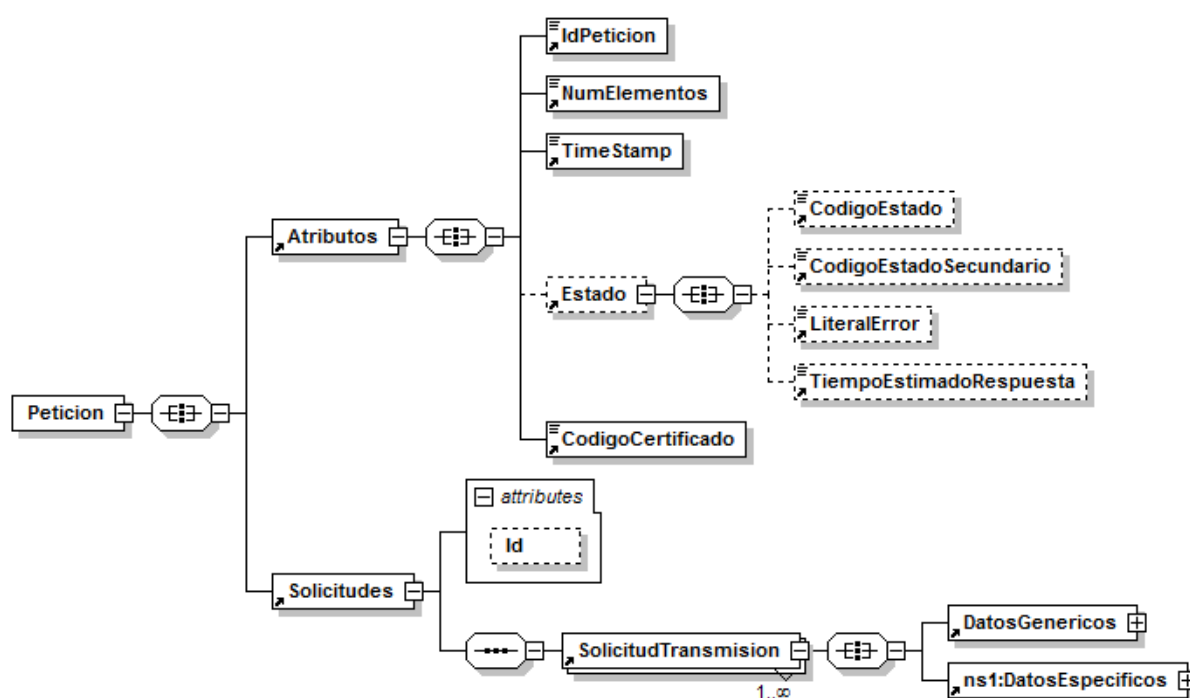 IdPeticion
NumElementos
TimeStamp
CodigoEstado
Atributos
CodigoEstadoSecundario
Estado
LiteralError
TiempoEstimadoRespuesta
Peticion
CodigoCertificado
attributes
Id
Solicitudes
DatosGenericos
SolicitudTransmision
ns1:DatosEspecificos
1..∞